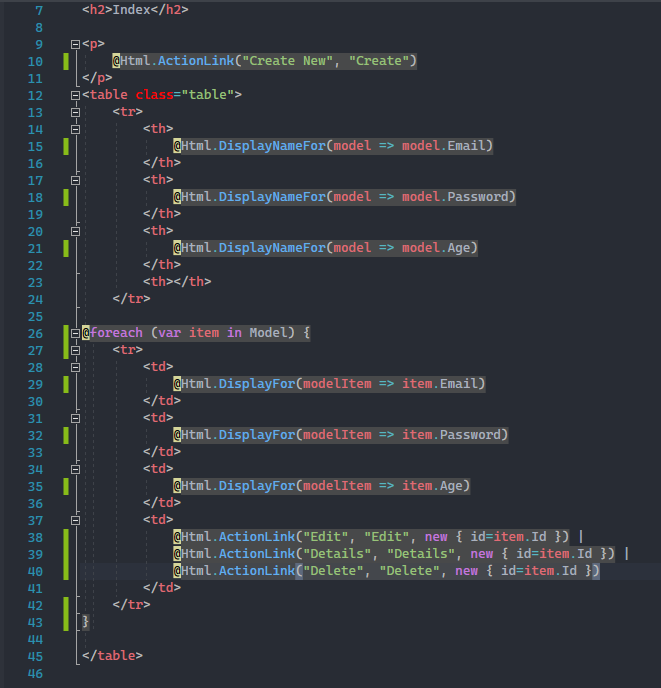 7 <h2>Index</h2>
8
9 <p>
10 @Html.ActionLink("Create New", "Create")
11 </p>
12 <table class="table">
13 <tr>
14 <th>
15 @Html.DisplayNameFor(model => model.Email)
16 </th>
17 <th>
18 @Html.DisplayNameFor(model => model.Password)
19 </th>
20 <th>
21 @Html.DisplayNameFor(model => model.Age)
22 </th>
23 <th></th>
24 </tr>
25
26 @foreach (var item in Model) {
27 <tr>
28 <td>
29 @Html.DisplayFor(modelItem => item.Email)
30 </td>
31 <td>
32 @Html.DisplayFor(modelItem => item.Password)
33 </td>
34 <td>
35 @Html.DisplayFor(modelItem => item.Age)
36 </td>
37 <td>
38 @Html.ActionLink("Edit", "Edit", new { id=item.Id }) |
39 @Html.ActionLink("Details", "Details", new { id=item.Id }) |
40 @Html.ActionLink("Delete", "Delete", new { id=item.Id })
41 </td>
42 </tr>
43 }
44
45 </table>
46